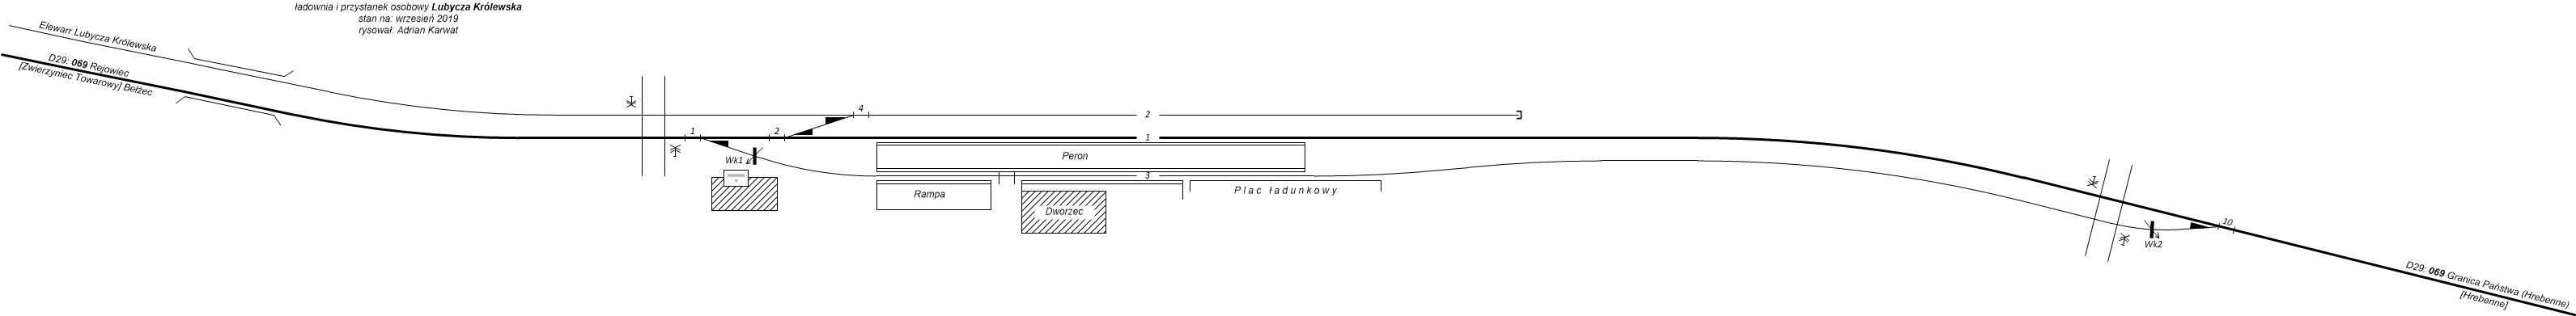 ładownia i przystanek osobowy Lubycza Królewska
stan na: wrzesień 2019
rysował: Adrian Karwat
Elewarr Lubycza Królewska
D29: 069 Rejowiec
[Zwierzyniec Towarowy] Bełżec
4
2
1
2
1
Wk1
Peron
3
Rampa
Plac ładunkowy
Dworzec
10
Wk2
D29: 069 Granica Państwa (Hrebenne)
[Hrebenne]